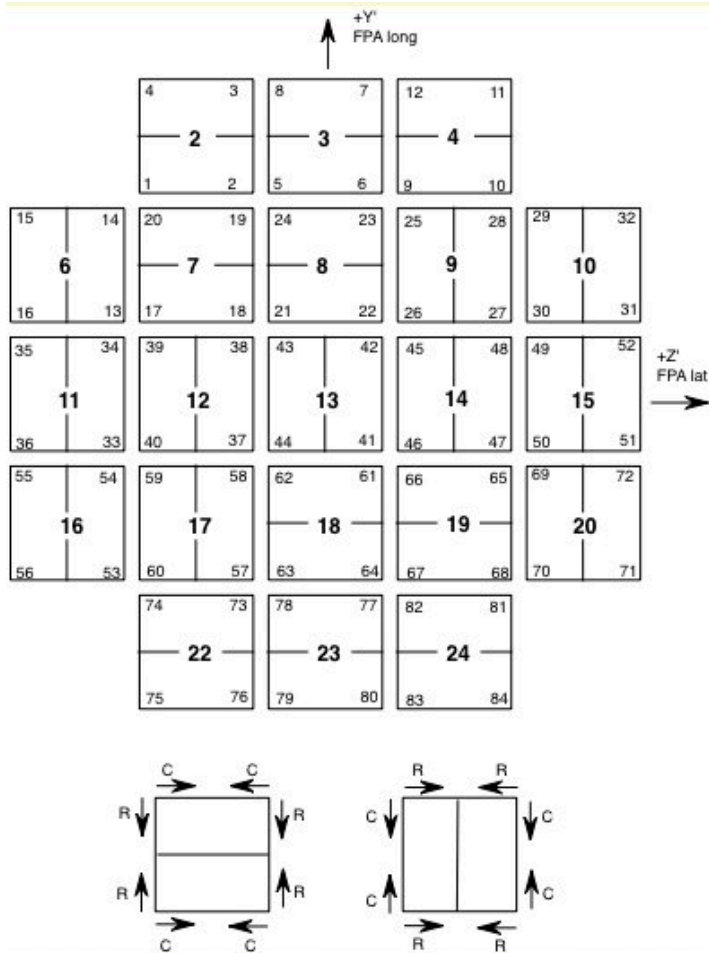 +Y'
FPA long
4 3 8 7 12 11
2 3 4
1 2 5 6 9 10
15 14 20 19 24 23 25 28 29 32
6 7 8 9 10
16 13 17 18 21 22 26 27 30 31
35 34 39 38 43 42 45 48 49 52
+Z'
FPA lat
11 12 13 14 15
36 33 40 37 44 41 46 47 50 51
55 54 59 58 62 61 66 65 69 72
16 17 18 19 20
56 53 60 57 63 64 67 68 70 71
74 73 78 77 82 81
22 23 24
75 76 79 80 83 84
C C R R
R R C C
R R C C
C C R R